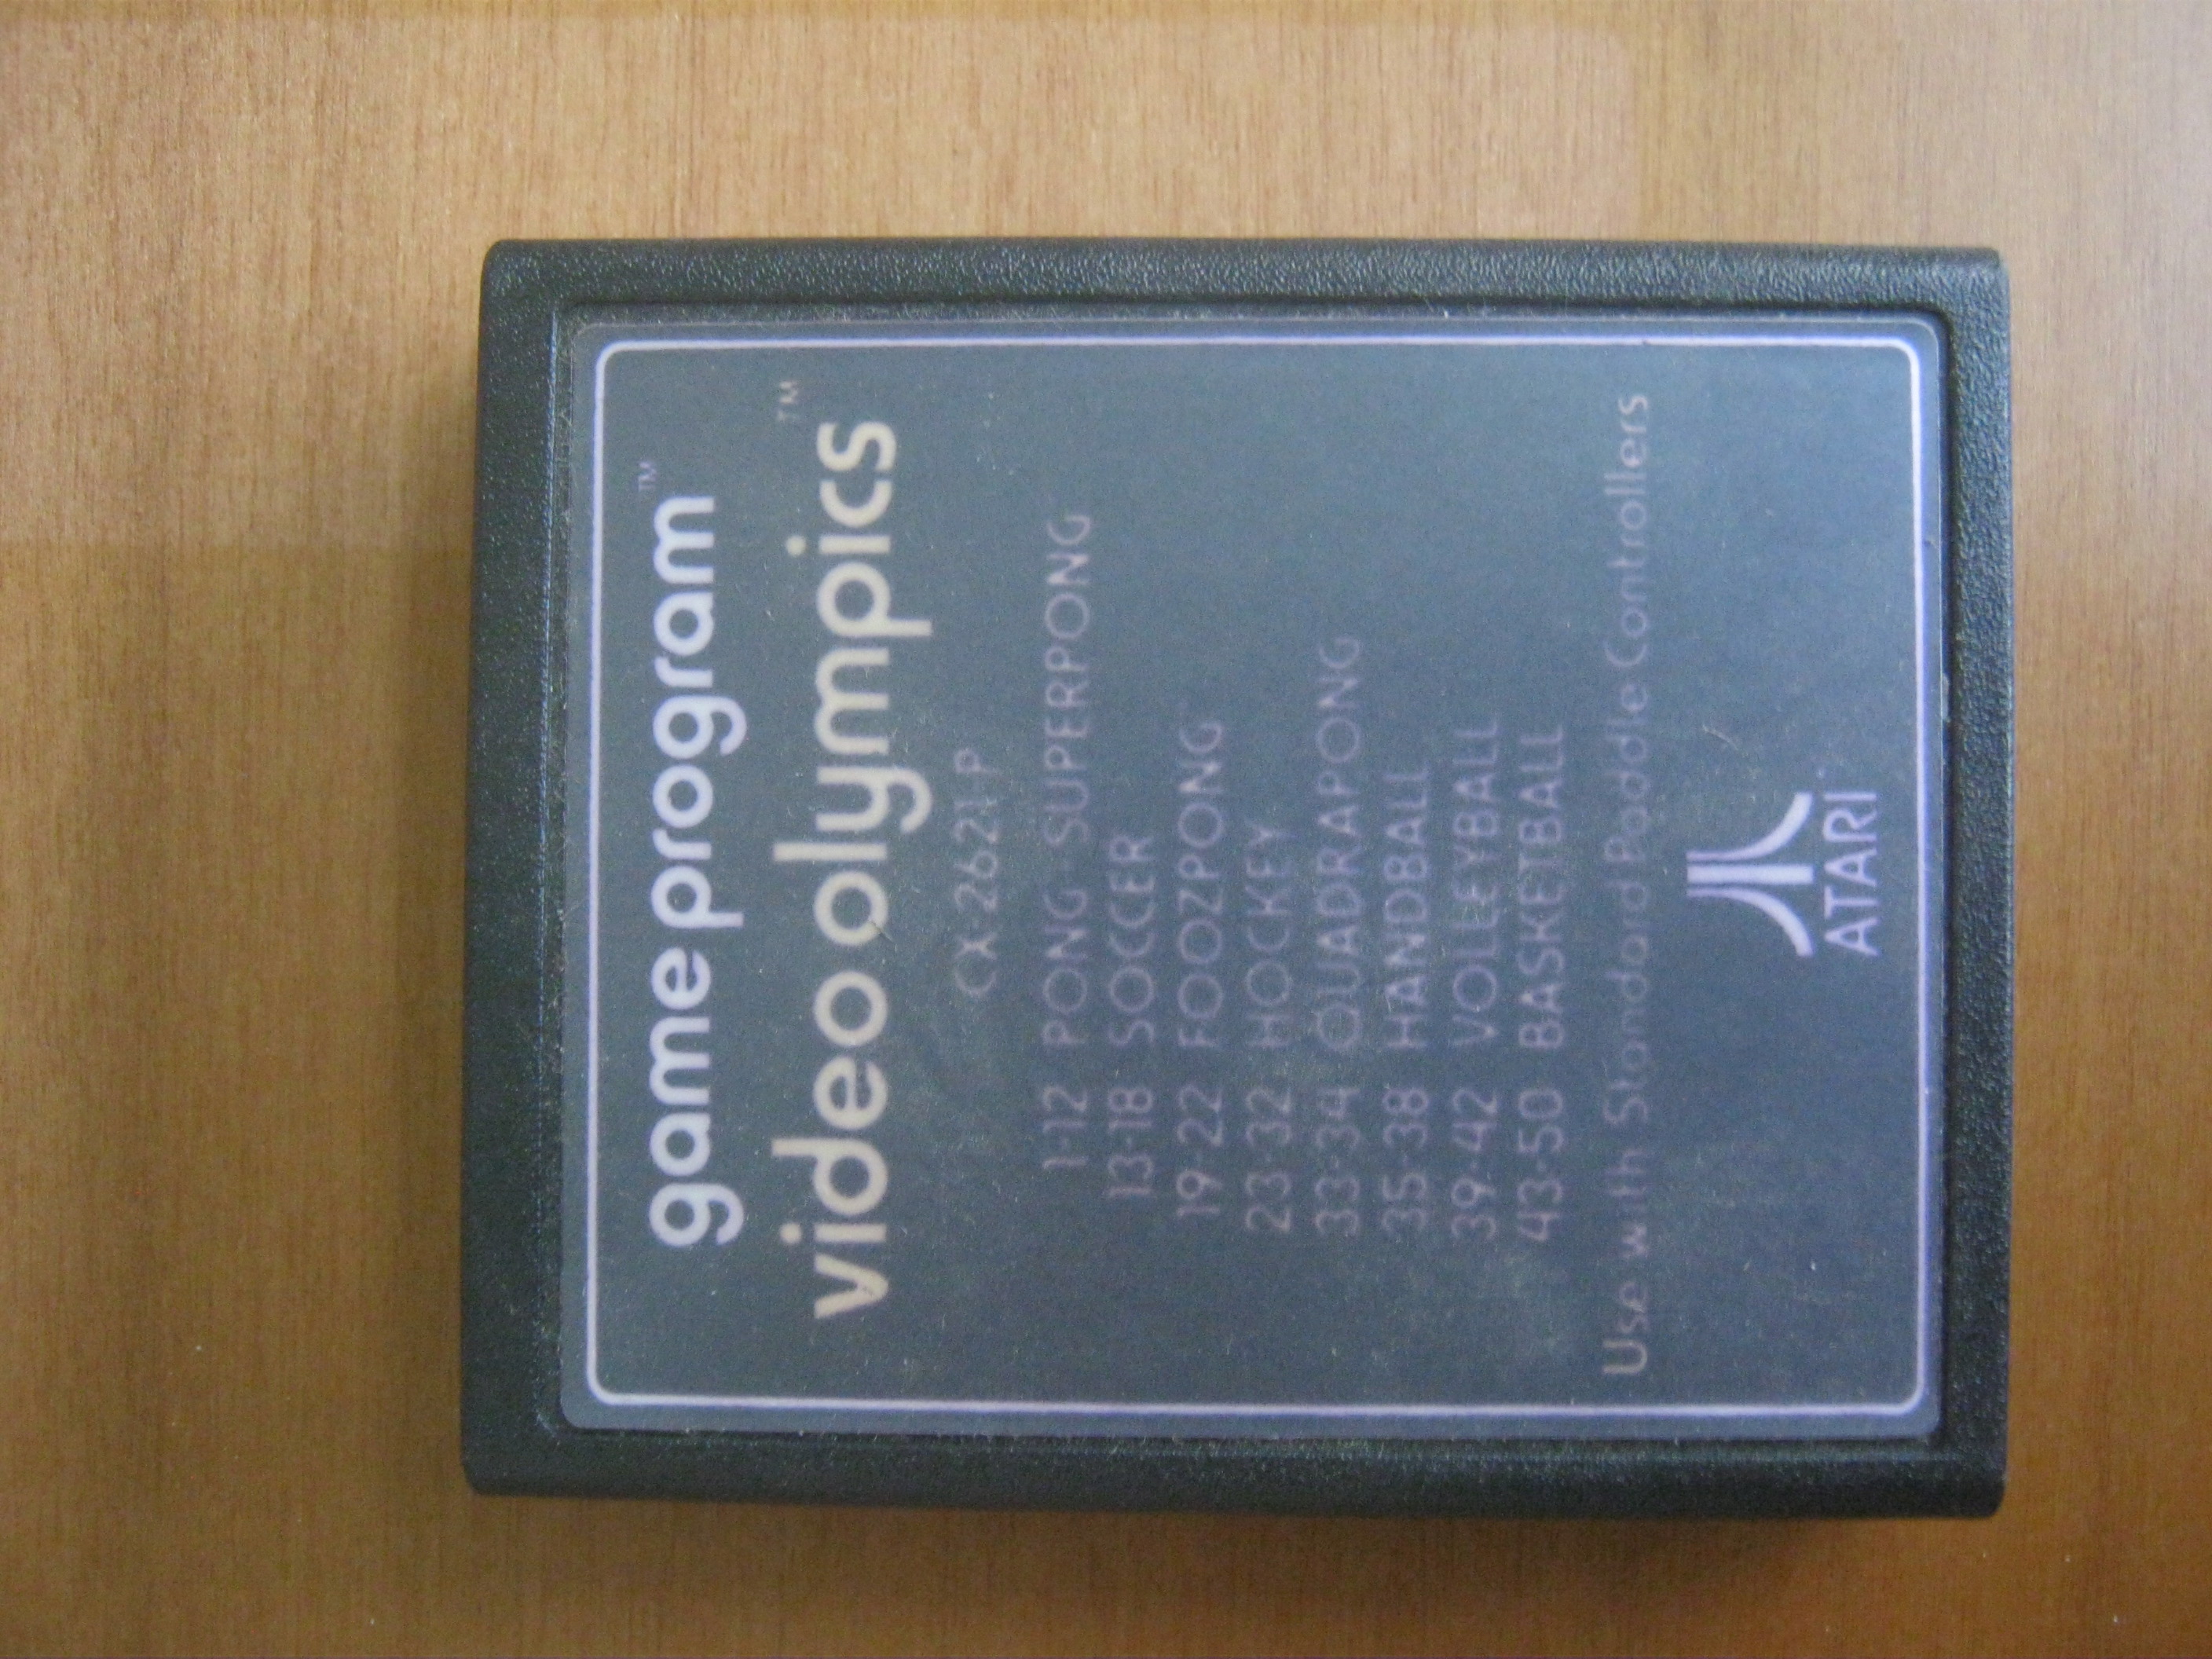 game program™
video olympics™
CX-2621-P
1-12 PONG-SUPERPONG
13-18 SOCCER
19-22 FOOZPONG
23-32 HOCKEY
33-34 QUADRAPONG
35-38 HANDBALL
39-42 VOLLEYBALL
43-50 BASKETBALL
Use with Standard Paddle Controllers
ATARI